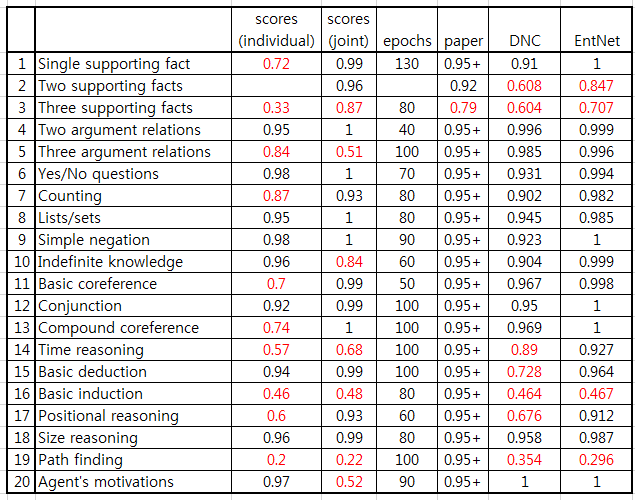 scores (individual) scores (joint) epochs paper DNC EntNet
1 Single supporting fact 0.72 0.99 130 0.95+ 0.91 1
2 Two supporting facts 0.96 0.92 0.608 0.847
3 Three supporting facts 0.33 0.87 80 0.79 0.604 0.707
4 Two argument relations 0.95 1 40 0.95+ 0.996 0.999
5 Three argument relations 0.84 0.51 100 0.95+ 0.985 0.996
6 Yes/No questions 0.98 1 70 0.95+ 0.931 0.994
7 Counting 0.87 0.93 80 0.95+ 0.902 0.982
8 Lists/sets 0.95 1 80 0.95+ 0.945 0.985
9 Simple negation 0.98 1 90 0.95+ 0.923 1
10 Indefinite knowledge 0.96 0.84 60 0.95+ 0.904 0.999
11 Basic coreference 0.7 0.99 50 0.95+ 0.967 0.998
12 Conjunction 0.92 0.99 100 0.95+ 0.95 1
13 Compound coreference 0.74 1 100 0.95+ 0.969 1
14 Time reasoning 0.57 0.68 100 0.95+ 0.89 0.927
15 Basic deduction 0.94 0.99 100 0.95+ 0.728 0.964
16 Basic induction 0.46 0.48 80 0.95+ 0.464 0.467
17 Positional reasoning 0.6 0.93 60 0.95+ 0.676 0.912
18 Size reasoning 0.96 0.99 80 0.95+ 0.958 0.987
19 Path finding 0.2 0.22 100 0.95+ 0.354 0.296
20 Agent's motivations 0.97 0.52 90 0.95+ 1 1